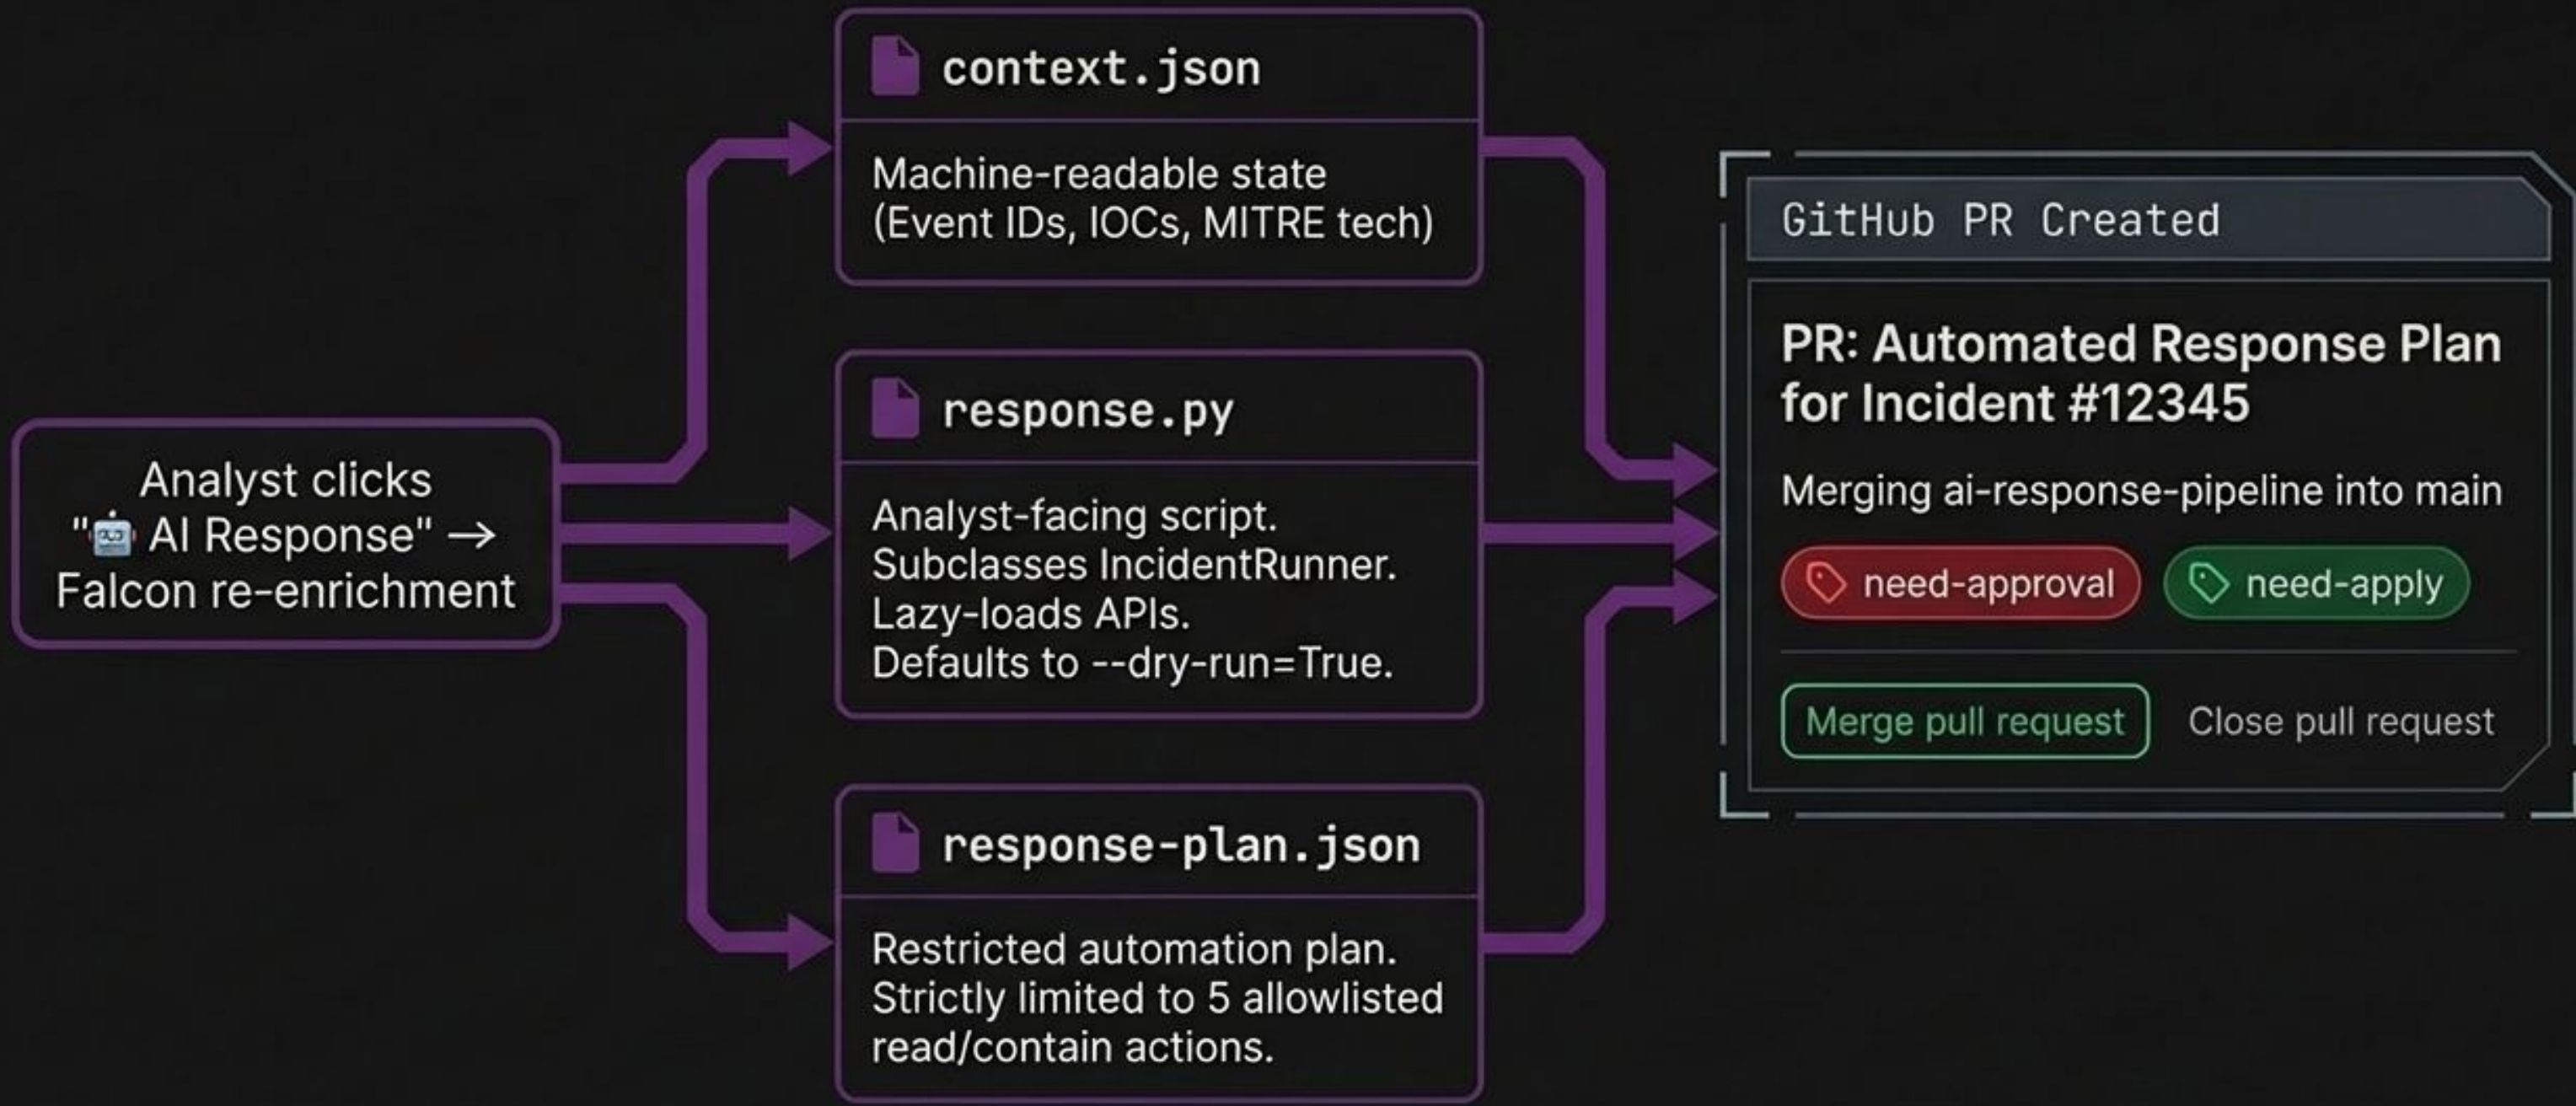 Analyst clicks
"🤖 AI Response" →
Falcon re-enrichment
context.json
Machine-readable state
(Event IDs, IOCs, MITRE tech)
response.py
Analyst-facing script.
Subclasses IncidentRunner.
Lazy-loads APIs.
Defaults to --dry-run=True.
response-plan.json
Restricted automation plan.
Strictly limited to 5 allowlisted
read/contain actions.
GitHub PR Created
PR: Automated Response Plan
for Incident #12345
Merging ai-response-pipeline into main
need-approval need-apply
Merge pull request Close pull request